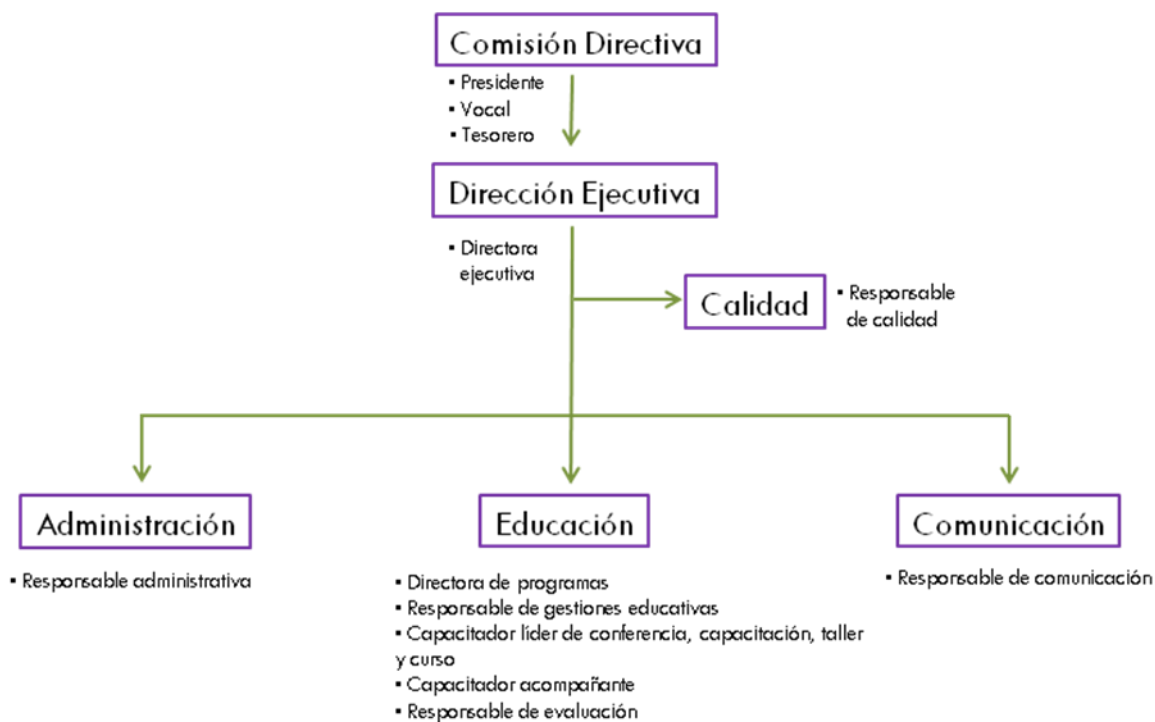 Comisión Directiva
▪ Presidente
▪ Vocal
▪ Tesorero
Dirección Ejecutiva
▪ Directora
ejecutiva
Calidad
▪ Responsable
de calidad
Administración
▪ Responsable administrativa
Educación
▪ Directora de programas
▪ Responsable de gestiones educativas
▪ Capacitador líder de conferencia, capacitación, taller
y curso
▪ Capacitador acompañante
▪ Responsable de evaluación
Comunicación
▪ Responsable de comunicación